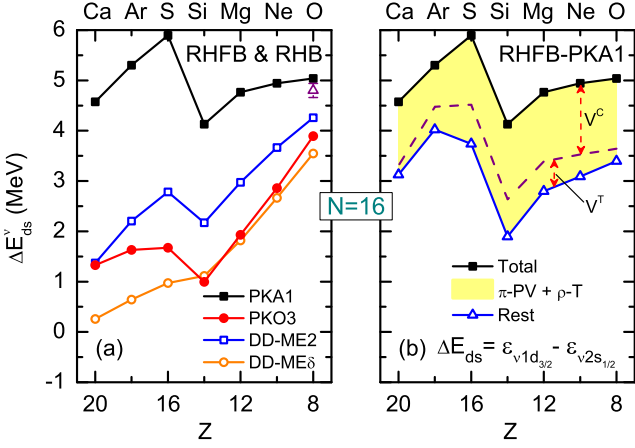 Ca Ar S Si Mg Ne O
Ca Ar S Si Mg Ne O
RHFB & RHB
RHFB-PKA1
6
5
4
3
2
1
0
-1
ΔE^ν_ds (MeV)
V^C
V^T
N=16
PKA1
PKO3
DD-ME2
DD-MEδ
(a)
Total
π-PV + ρ-T
Rest
(b) ΔE_ds = ε_ν1d_3/2 - ε_ν2s_1/2
20 16 12 8
20 16 12 8
Z
Z